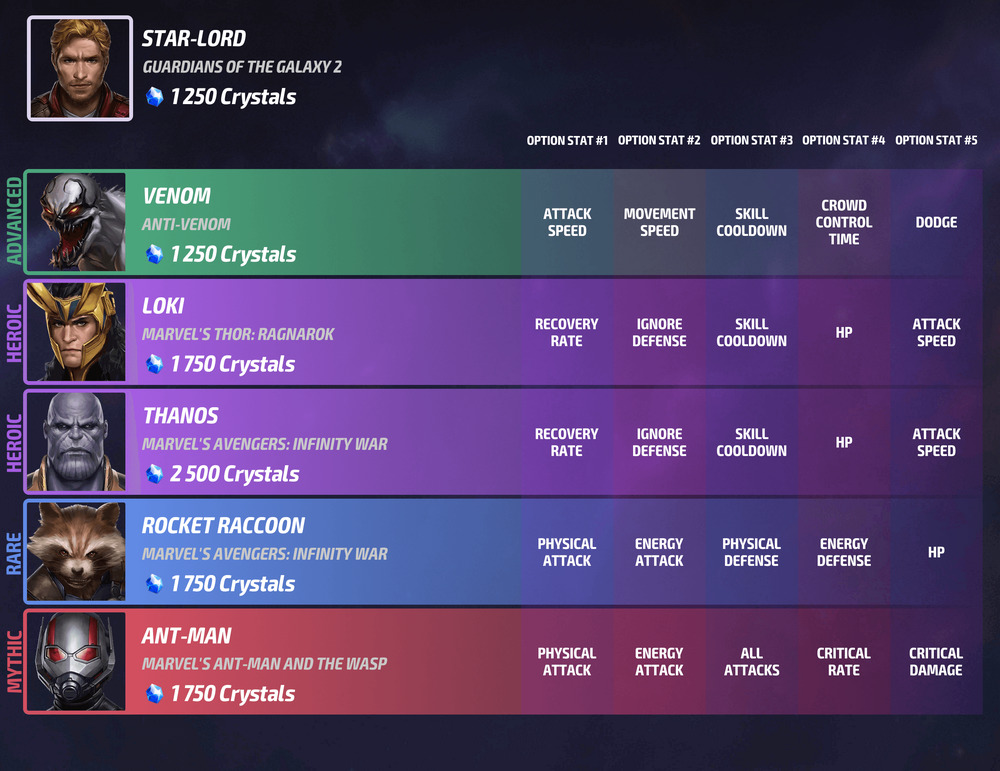 STAR-LORD
GUARDIANS OF THE GALAXY 2
1 250 Crystals
OPTION STAT #1 OPTION STAT #2 OPTION STAT #3 OPTION STAT #4 OPTION STAT #5
ADVANCED
VENOM
ANTI-VENOM
1 250 Crystals
ATTACK
SPEED
MOVEMENT
SPEED
SKILL
COOLDOWN
CROWD
CONTROL
TIME
DODGE
HEROIC
LOKI
MARVEL'S THOR: RAGNAROK
1 750 Crystals
RECOVERY
RATE
IGNORE
DEFENSE
SKILL
COOLDOWN
HP
ATTACK
SPEED
HEROIC
THANOS
MARVEL'S AVENGERS: INFINITY WAR
2 500 Crystals
RECOVERY
RATE
IGNORE
DEFENSE
SKILL
COOLDOWN
HP
ATTACK
SPEED
RARE
ROCKET RACCOON
MARVEL'S AVENGERS: INFINITY WAR
1 750 Crystals
PHYSICAL
ATTACK
ENERGY
ATTACK
PHYSICAL
DEFENSE
ENERGY
DEFENSE
HP
MYTHIC
ANT-MAN
MARVEL'S ANT-MAN AND THE WASP
1 750 Crystals
PHYSICAL
ATTACK
ENERGY
ATTACK
ALL
ATTACKS
CRITICAL
RATE
CRITICAL
DAMAGE